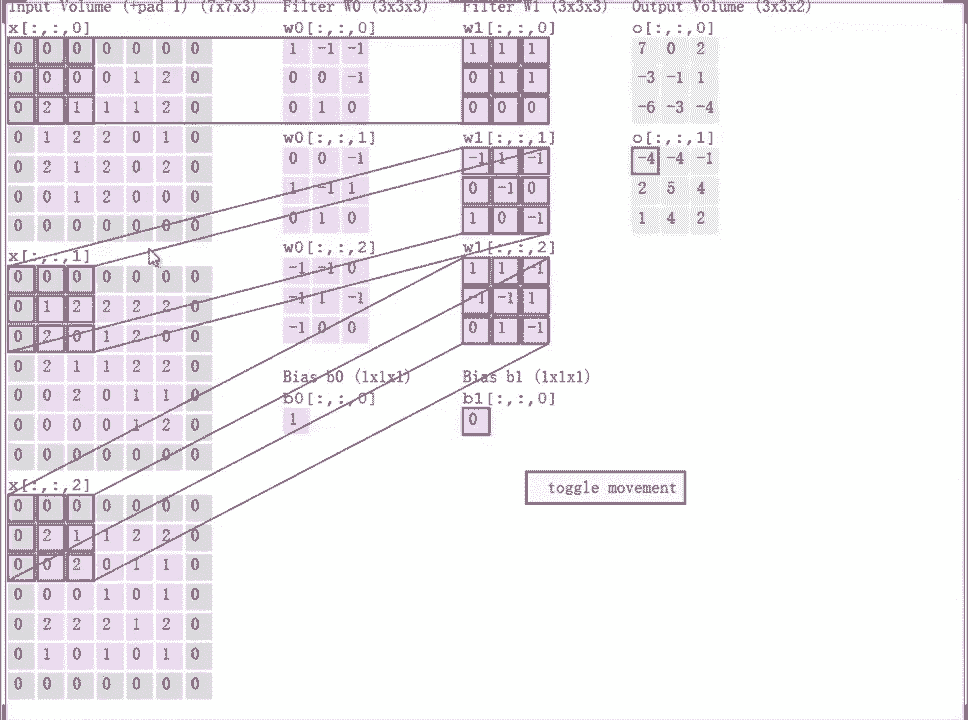 Input Volume (+pad 1) (7x7x3)
x[:,:,0]
0 0 0 0 0 0 0
0 0 0 0 1 2 0
0 2 1 1 1 2 0
0 1 2 2 0 1 0
0 2 1 2 0 2 0
0 0 1 2 0 0 0
0 0 0 0 0 0 0
x[:,:,1]
0 0 0 0 0 0 0
0 1 2 2 2 2 0
0 2 0 1 2 0 0
0 2 1 1 2 2 0
0 0 2 0 1 1 0
0 0 0 0 1 2 0
0 0 0 0 0 0 0
x[:,:,2]
0 0 0 0 0 0 0
0 2 1 1 2 2 0
0 0 2 0 1 1 0
0 0 0 1 0 1 0
0 2 2 2 1 2 0
0 1 0 1 0 1 0
0 0 0 0 0 0 0
Filter W0 (3x3x3)
w0[:,:,0]
1 -1 -1
0 0 -1
0 1 0
w0[:,:,1]
0 0 -1
1 -1 1
0 1 0
w0[:,:,2]
-1 -1 0
-1 1 -1
-1 0 0
Bias b0 (1x1x1)
b0[:,:,0]
1
Filter W1 (3x3x3)
w1[:,:,0]
1 1 1
0 1 1
0 0 0
w1[:,:,1]
-1 1 -1
0 -1 0
1 0 -1
w1[:,:,2]
1 1 -1
-1 -1 1
0 1 -1
Bias b1 (1x1x1)
b1[:,:,0]
0
Output Volume (3x3x2)
o[:,:,0]
7 0 2
-3 -1 1
-6 -3 -4
o[:,:,1]
-4 -4 -1
2 5 4
1 4 2
toggle movement